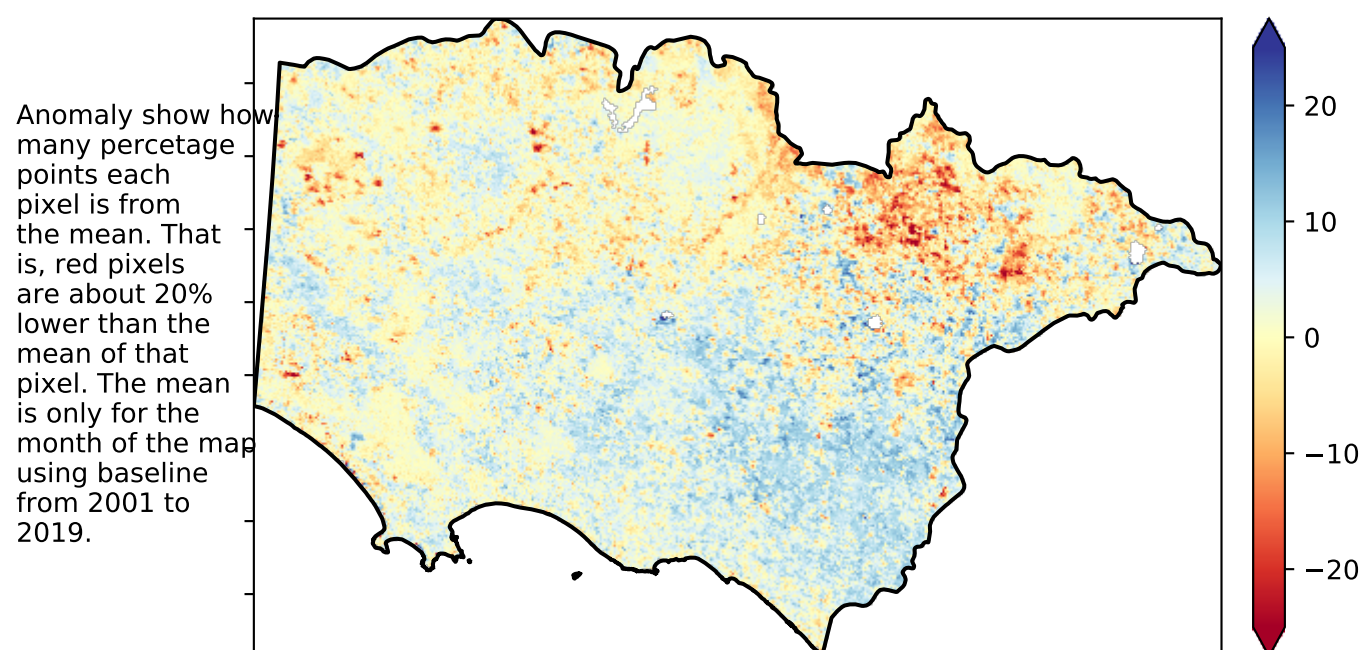 Anomaly show how
many percetage
points each
pixel is from
the mean. That
is, red pixels
are about 20%
lower than the
mean of that
pixel. The mean
is only for the
month of the map
using baseline
from 2001 to
2019.
20
10
0
−10
−20